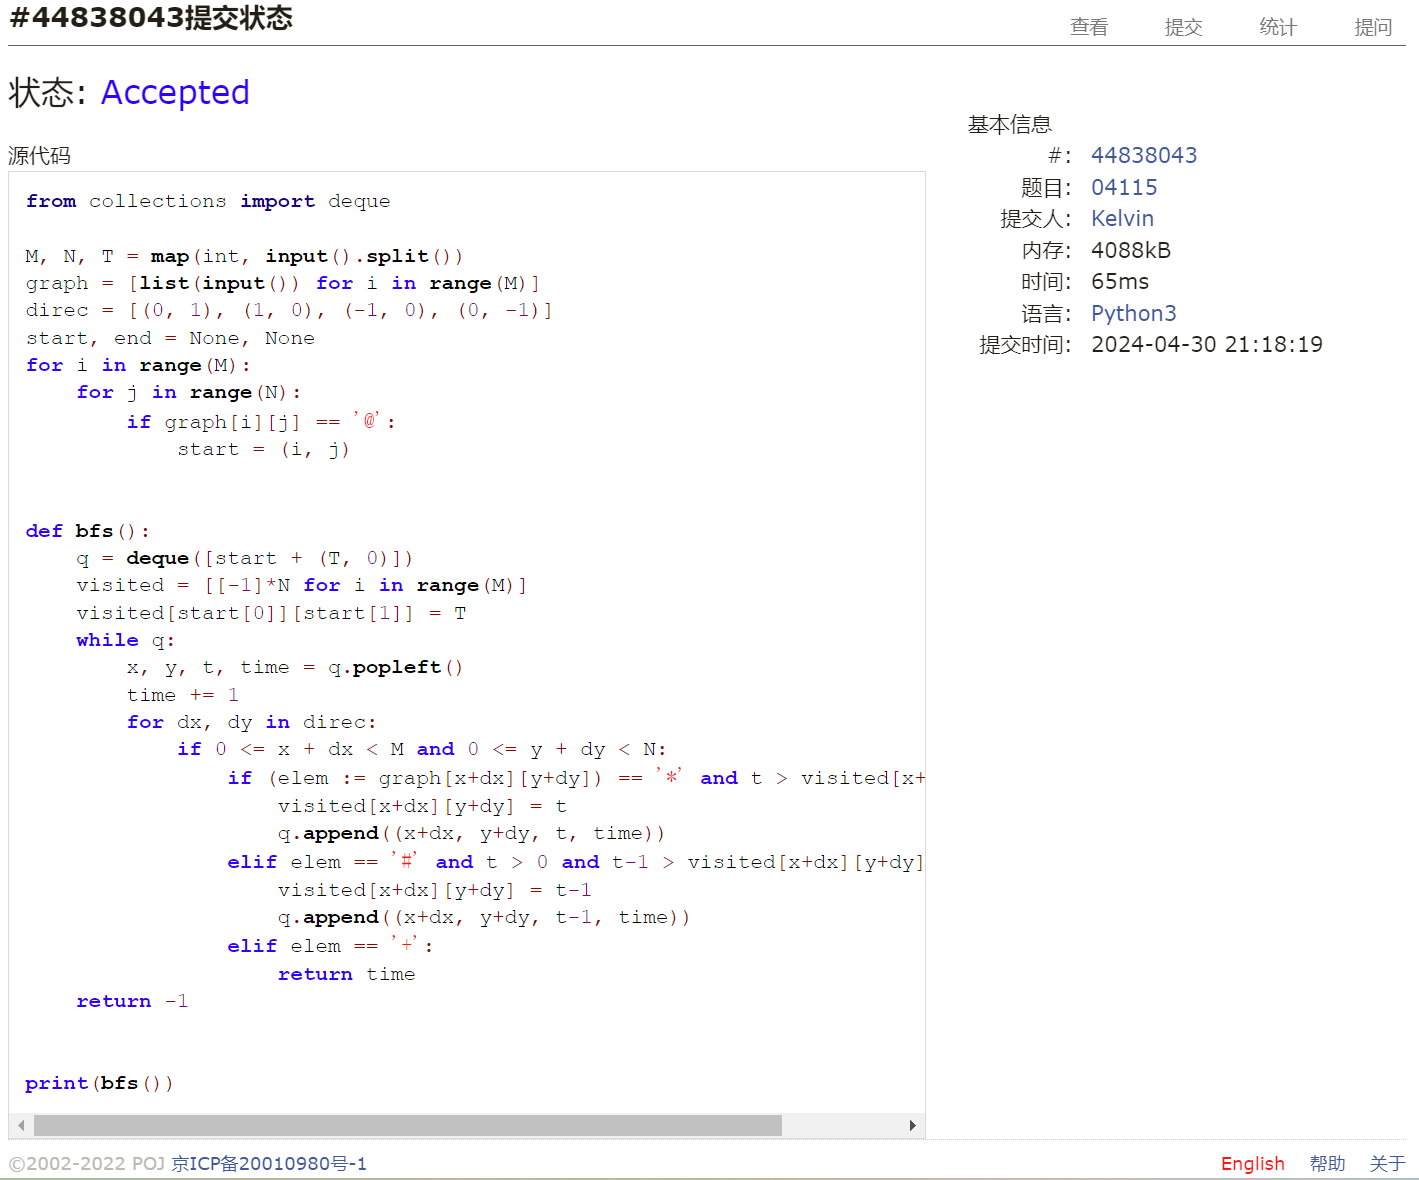 #44838043提交状态
查看 提交 统计 提问
状态: Accepted
源代码
from collections import deque
M, N, T = map(int, input().split())
graph = [list(input()) for i in range(M)]
direc = [(0, 1), (1, 0), (-1, 0), (0, -1)]
start, end = None, None
for i in range(M):
    for j in range(N):
        if graph[i][j] == '@':
            start = (i, j)
def bfs():
    q = deque([start + (T, 0)])
    visited = [[-1]*N for i in range(M)]
    visited[start[0]][start[1]] = T
    while q:
        x, y, t, time = q.popleft()
        time += 1
        for dx, dy in direc:
            if 0 <= x + dx < M and 0 <= y + dy < N:
                if (elem := graph[x+dx][y+dy]) == '*' and t > visited[x+
                    visited[x+dx][y+dy] = t
                    q.append((x+dx, y+dy, t, time))
                elif elem == '#' and t > 0 and t-1 > visited[x+dx][y+dy]
                    visited[x+dx][y+dy] = t-1
                    q.append((x+dx, y+dy, t-1, time))
                elif elem == '+':
                    return time
    return -1
print(bfs())
基本信息
#: 44838043
题目: 04115
提交人: Kelvin
内存: 4088kB
时间: 65ms
语言: Python3
提交时间: 2024-04-30 21:18:19
©2002-2022 POJ 京ICP备20010980号-1
English 帮助 关于